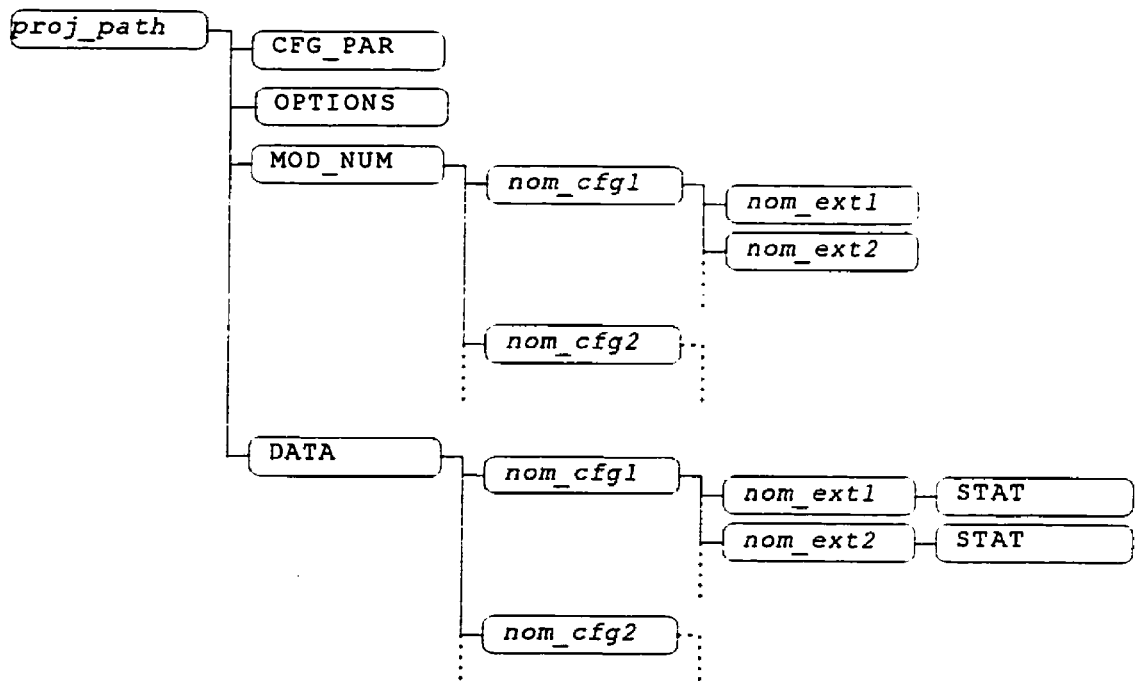 proj_path
CFG_PAR
OPTIONS
MOD_NUM
nom_cfg1
nom_ext1
nom_ext2
nom_cfg2
DATA
nom_cfg1
nom_ext1 STAT
nom_ext2 STAT
nom_cfg2